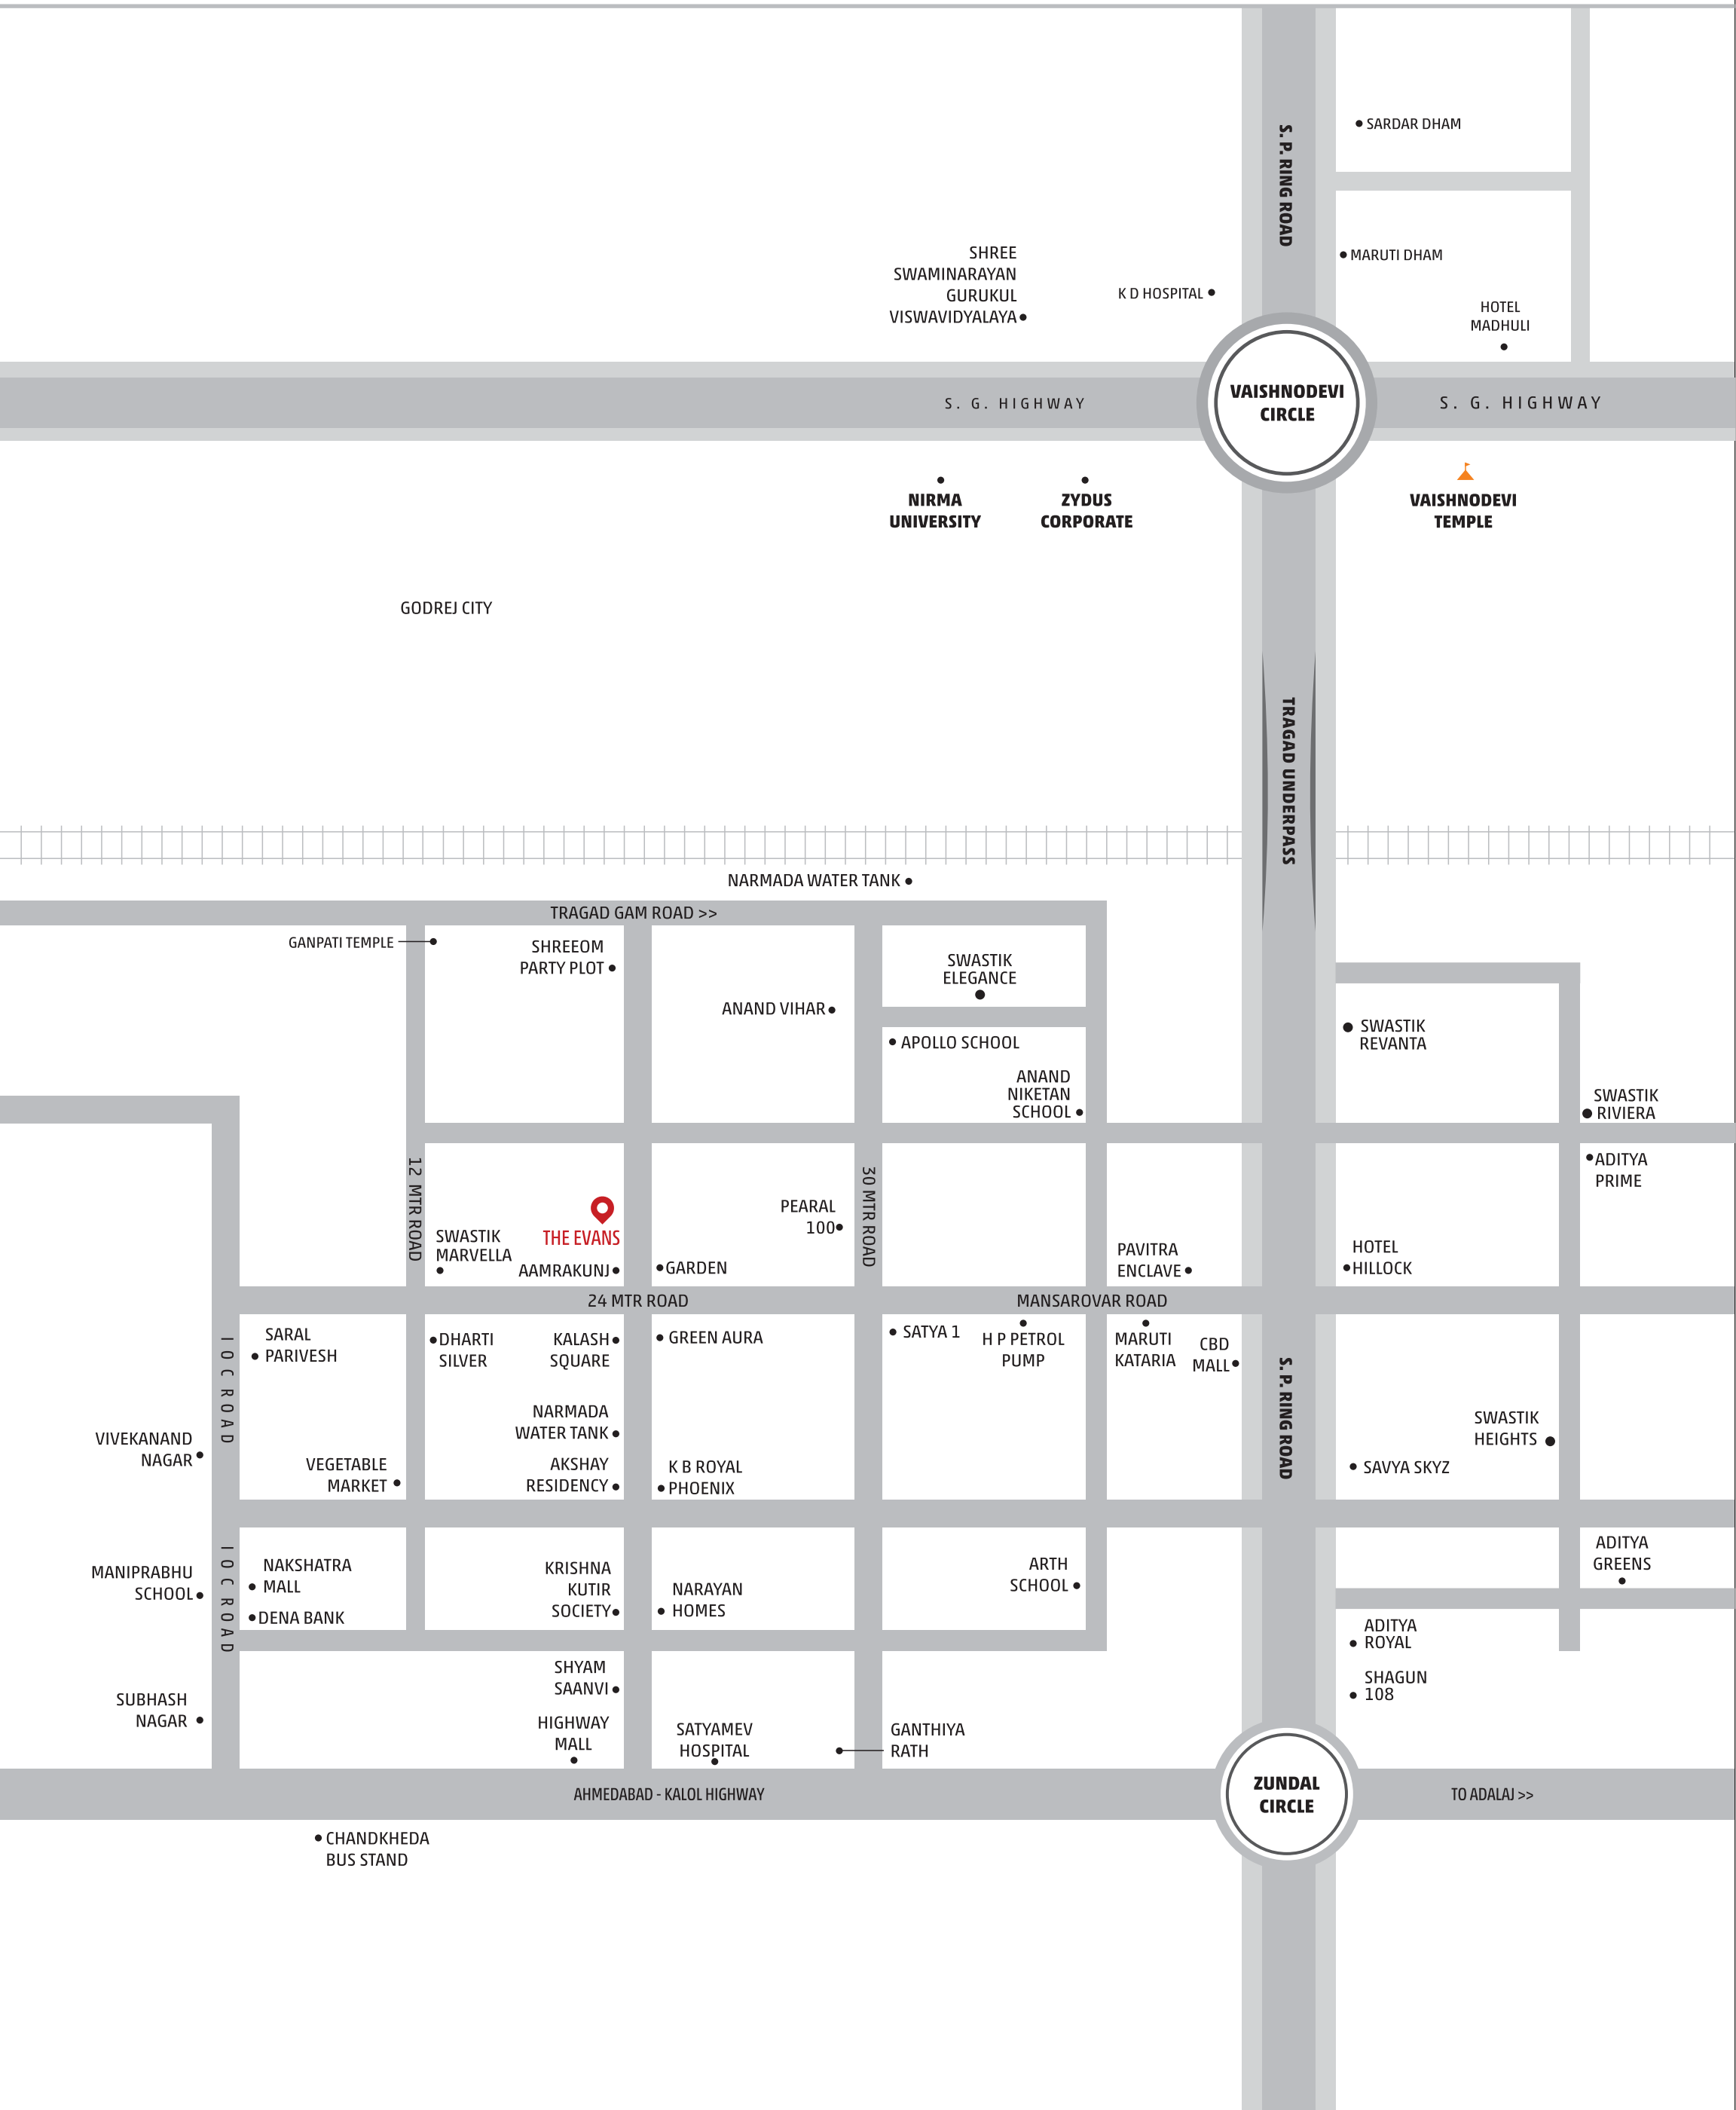 S. P. RING ROAD
SARDAR DHAM
MARUTI DHAM
SHREE
SWAMINARAYAN
GURUKUL
VISWAVIDYALAYA
K D HOSPITAL
HOTEL
MADHULI
S. G. HIGHWAY
VAISHNODEVI
CIRCLE
S. G. HIGHWAY
NIRMA
UNIVERSITY
ZYDUS
CORPORATE
VAISHNODEVI
TEMPLE
GODREJ CITY
TRAGAD UNDERPASS
NARMADA WATER TANK
TRAGAD GAM ROAD >>
GANPATI TEMPLE
SHREEOM
PARTY PLOT
ANAND VIHAR
SWASTIK
ELEGANCE
APOLLO SCHOOL
ANAND
NIKETAN
SCHOOL
SWASTIK
REVANTA
SWASTIK
RIVIERA
ADITYA
PRIME
12 MTR ROAD
SWASTIK
MARVELLA
THE EVANS
AAMRAKUNJ
GARDEN
PEARAL
100
30 MTR ROAD
PAVITRA
ENCLAVE
HOTEL
HILLOCK
24 MTR ROAD
MANSAROVAR ROAD
IOC ROAD
SARAL
PARIVESH
DHARTI
SILVER
KALASH
SQUARE
GREEN AURA
SATYA 1
H P PETROL
PUMP
MARUTI
KATARIA
CBD
MALL
S. P. RING ROAD
NARMADA
WATER TANK
VIVEKANAND
NAGAR
VEGETABLE
MARKET
AKSHAY
RESIDENCY
K B ROYAL
PHOENIX
SWASTIK
HEIGHTS
SAVYA SKYZ
IOC ROAD
MANIPRABHU
SCHOOL
NAKSHATRA
MALL
DENA BANK
KRISHNA
KUTIR
SOCIETY
NARAYAN
HOMES
ARTH
SCHOOL
ADITYA
GREENS
ADITYA
ROYAL
SHAGUN
108
SUBHASH
NAGAR
SHYAM
SAANVI
HIGHWAY
MALL
SATYAMEV
HOSPITAL
GANTHIYA
RATH
AHMEDABAD - KALOL HIGHWAY
ZUNDAL
CIRCLE
TO ADALAJ >>
CHANDKHEDA
BUS STAND